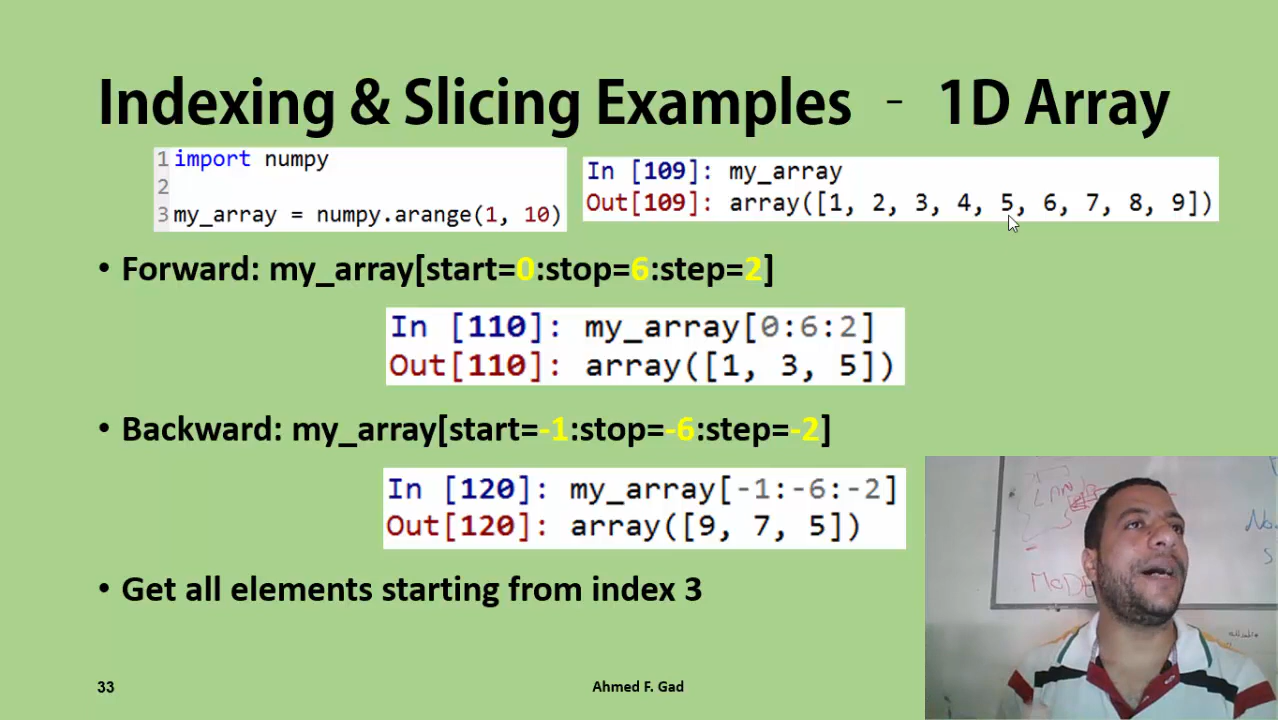 Indexing & Slicing Examples - 1D Array
1 import numpy
2
3 my_array = numpy.arange(1, 10)
In [109]: my_array
Out[109]: array([1, 2, 3, 4, 5, 6, 7, 8, 9])
• Forward: my_array[start=0:stop=6:step=2]
In [110]: my_array[0:6:2]
Out[110]: array([1, 3, 5])
• Backward: my_array[start=-1:stop=-6:step=-2]
In [120]: my_array[-1:-6:-2]
Out[120]: array([9, 7, 5])
• Get all elements starting from index 3
33
Ahmed F. Gad